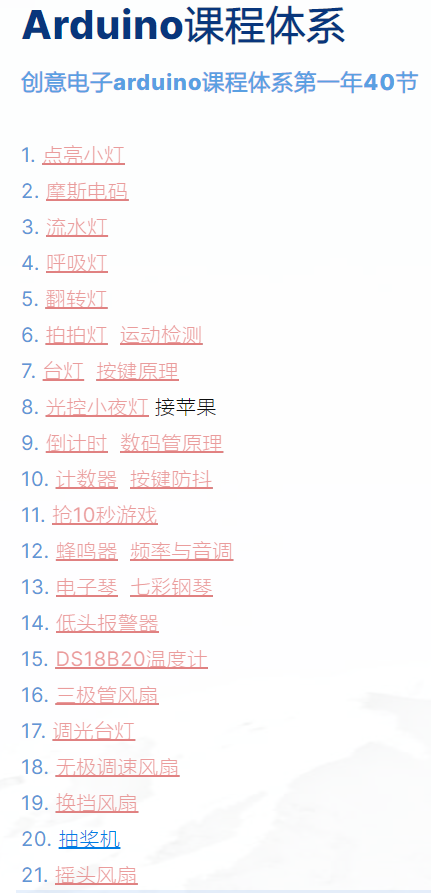 Arduino课程体系
创意电子arduino课程体系第一年40节
1. 点亮小灯
2. 摩斯电码
3. 流水灯
4. 呼吸灯
5. 翻转灯
6. 拍拍灯 运动检测
7. 台灯 按键原理
8. 光控小夜灯 接苹果
9. 倒计时 数码管原理
10. 计数器 按键防抖
11. 抢10秒游戏
12. 蜂鸣器 频率与音调
13. 电子琴 七彩钢琴
14. 低头报警器
15. DS18B20温度计
16. 三极管风扇
17. 调光台灯
18. 无极调速风扇
19. 换挡风扇
20. 抽奖机
21. 摇头风扇